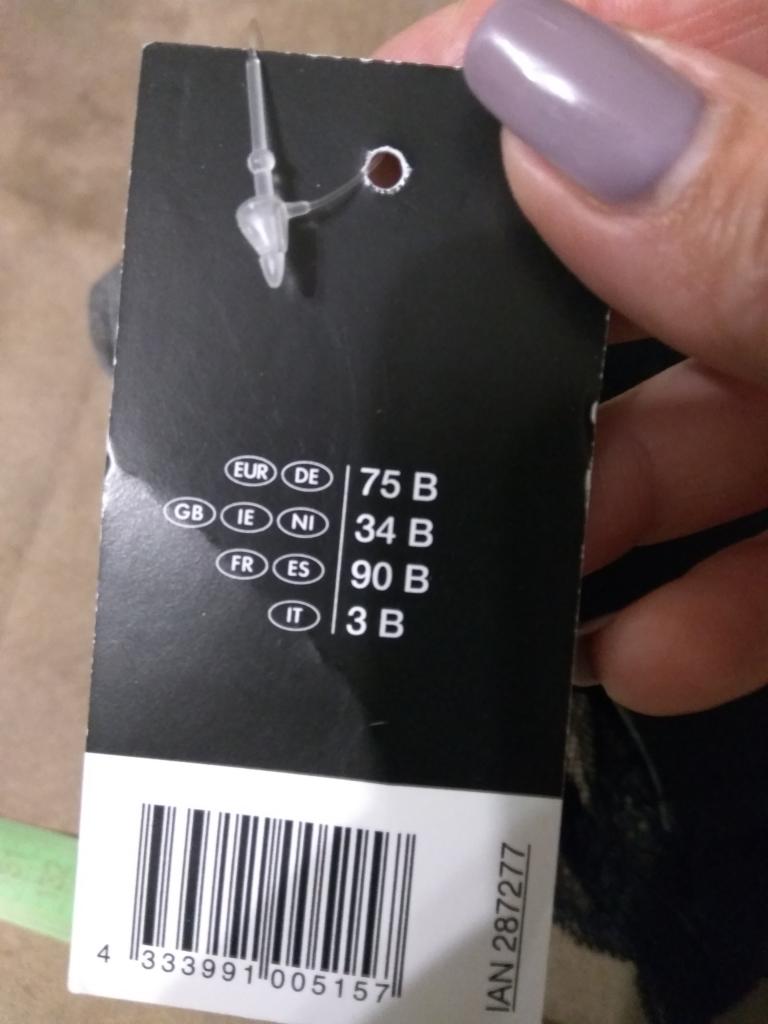 EUR DE 75 B
GB IE NI 34 B
FR ES 90 B
IT 3 B
4 333991 005157
IAN 287277